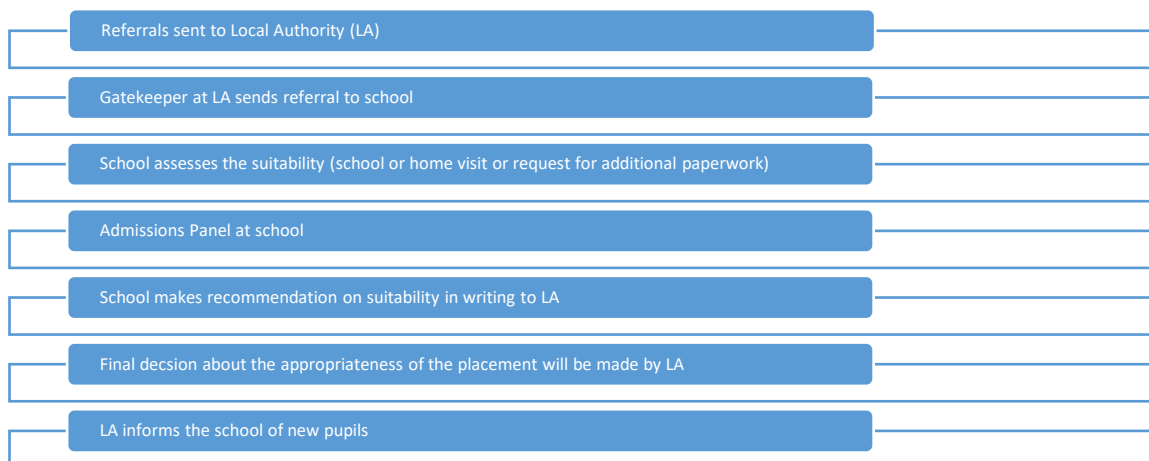 Referrals sent to Local Authority (LA)
Gatekeeper at LA sends referral to school
School assesses the suitability (school or home visit or request for additional paperwork)
Admissions Panel at school
School makes recommendation on suitability in writing to LA
Final decsion about the appropriateness of the placement will be made by LA
LA informs the school of new pupils